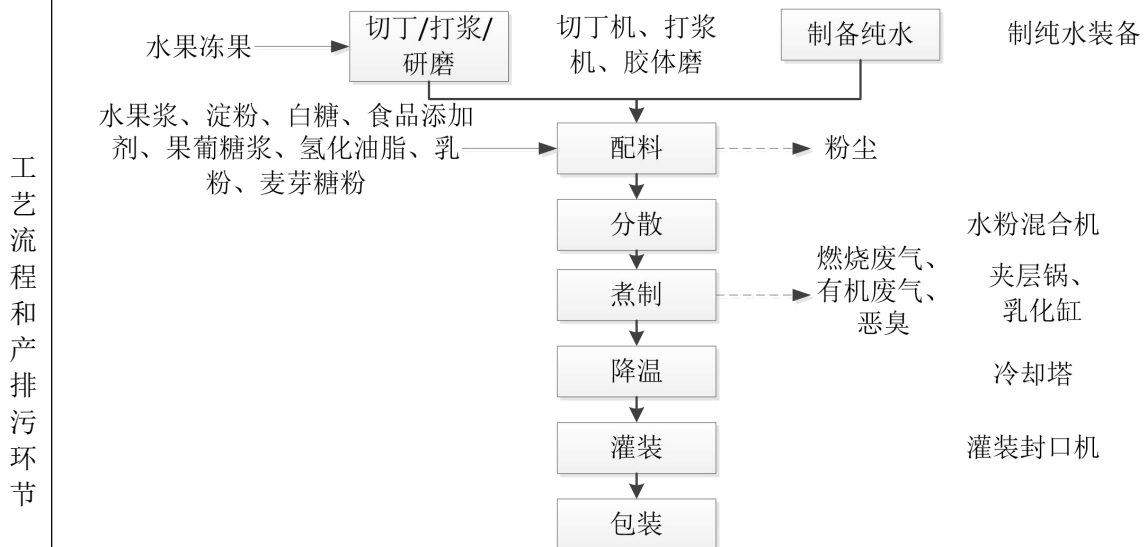 工艺流程和产排污环节
水果冻果
切丁/打浆/
研磨
切丁机、打浆
机、胶体磨
制备纯水
制纯水装备
水果浆、淀粉、白糖、食品添加
剂、果葡糖浆、氢化油脂、乳
粉、麦芽糖粉
配料
粉尘
分散
水粉混合机
煮制
燃烧废气、
有机废气、
恶臭
夹层锅、
乳化缸
降温
冷却塔
灌装
灌装封口机
包装